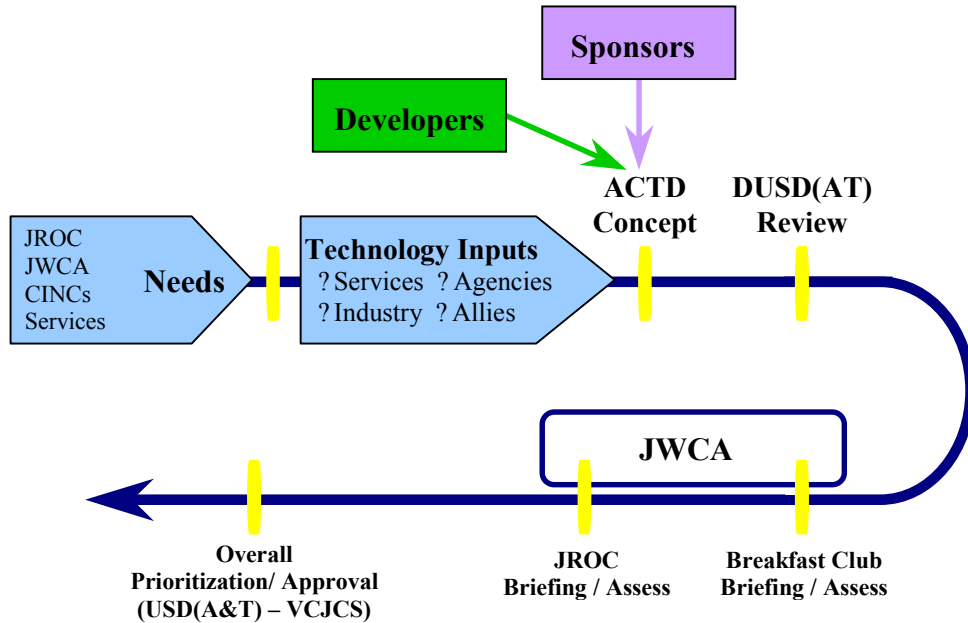 Sponsors
Developers
ACTD
Concept
DUSD(AT)
Review
JROC
JWCA
CINCs
Services
Needs
Technology Inputs
? Services ? Agencies
? Industry ? Allies
JWCA
Overall
Prioritization/ Approval
(USD(A&T) – VCJCS)
JROC
Briefing / Assess
Breakfast Club
Briefing / Assess